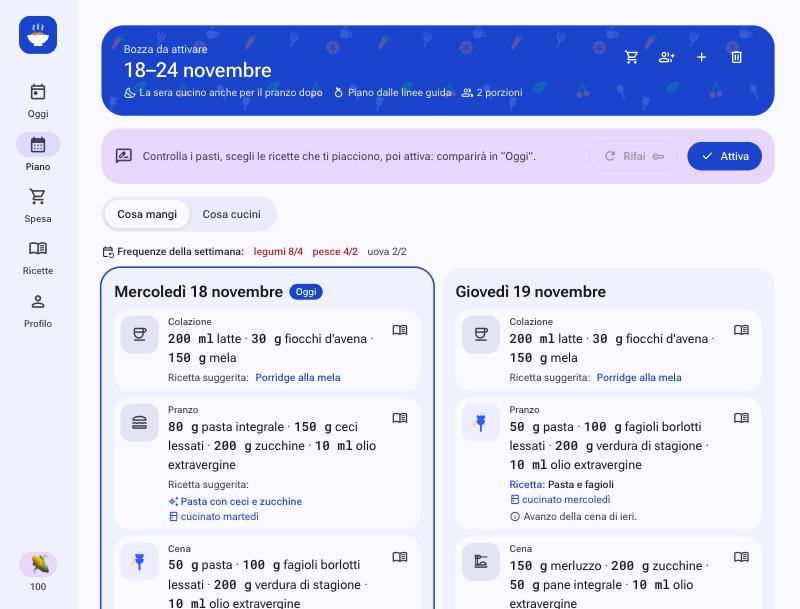 Bozza da attivare
18–24 novembre
La sera cucino anche per il pranzo dopo Piano dalle linee guida 2 porzioni
Oggi
Piano
Spesa
Ricette
Profilo
100
Controlla i pasti, scegli le ricette che ti piacciono, poi attiva: comparirà in “Oggi”.
Rifai
Attiva
Cosa mangi
Cosa cucini
Frequenze della settimana: legumi 8/4 pesce 4/2 uova 2/2
Mercoledì 18 novembre Oggi
Colazione
200 ml latte · 30 g fiocchi d'avena ·
150 g mela
Ricetta suggerita: Porridge alla mela
Pranzo
80 g pasta integrale · 150 g ceci
lessati · 200 g zucchine · 10 ml olio
extravergine
Ricetta suggerita:
Pasta con ceci e zucchine
cucinato martedì
Cena
50 g pasta · 100 g fagioli borlotti
lessati · 200 g verdura di stagione ·
10 ml olio extravergine
Giovedì 19 novembre
Colazione
200 ml latte · 30 g fiocchi d'avena ·
150 g mela
Ricetta suggerita: Porridge alla mela
Pranzo
50 g pasta · 100 g fagioli borlotti
lessati · 200 g verdura di stagione ·
10 ml olio extravergine
Ricetta: Pasta e fagioli
cucinato mercoledì
Avanzo della cena di ieri.
Cena
150 g merluzzo · 200 g zucchine ·
50 g pane integrale · 10 ml olio
extravergine